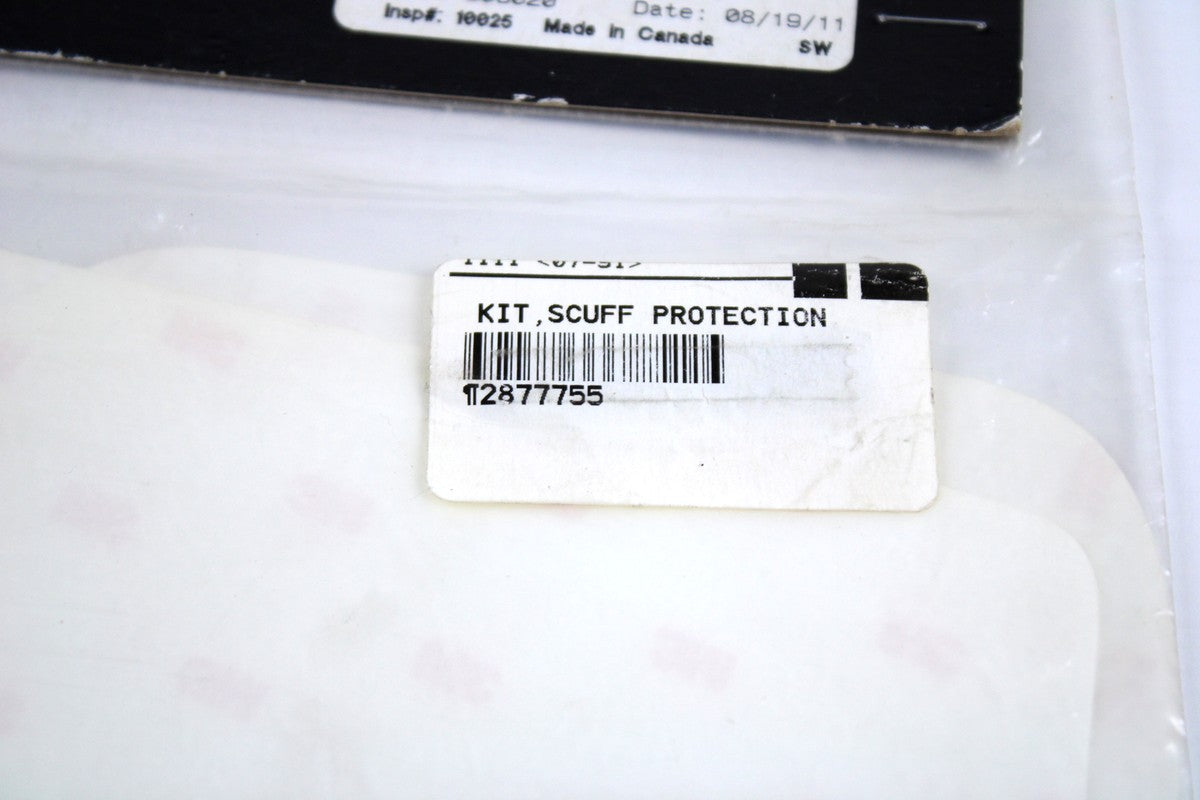 Date: 08/19/11
Insp#: 10025 Made in Canada SW
KIT,SCUFF PROTECTION
¶2877755